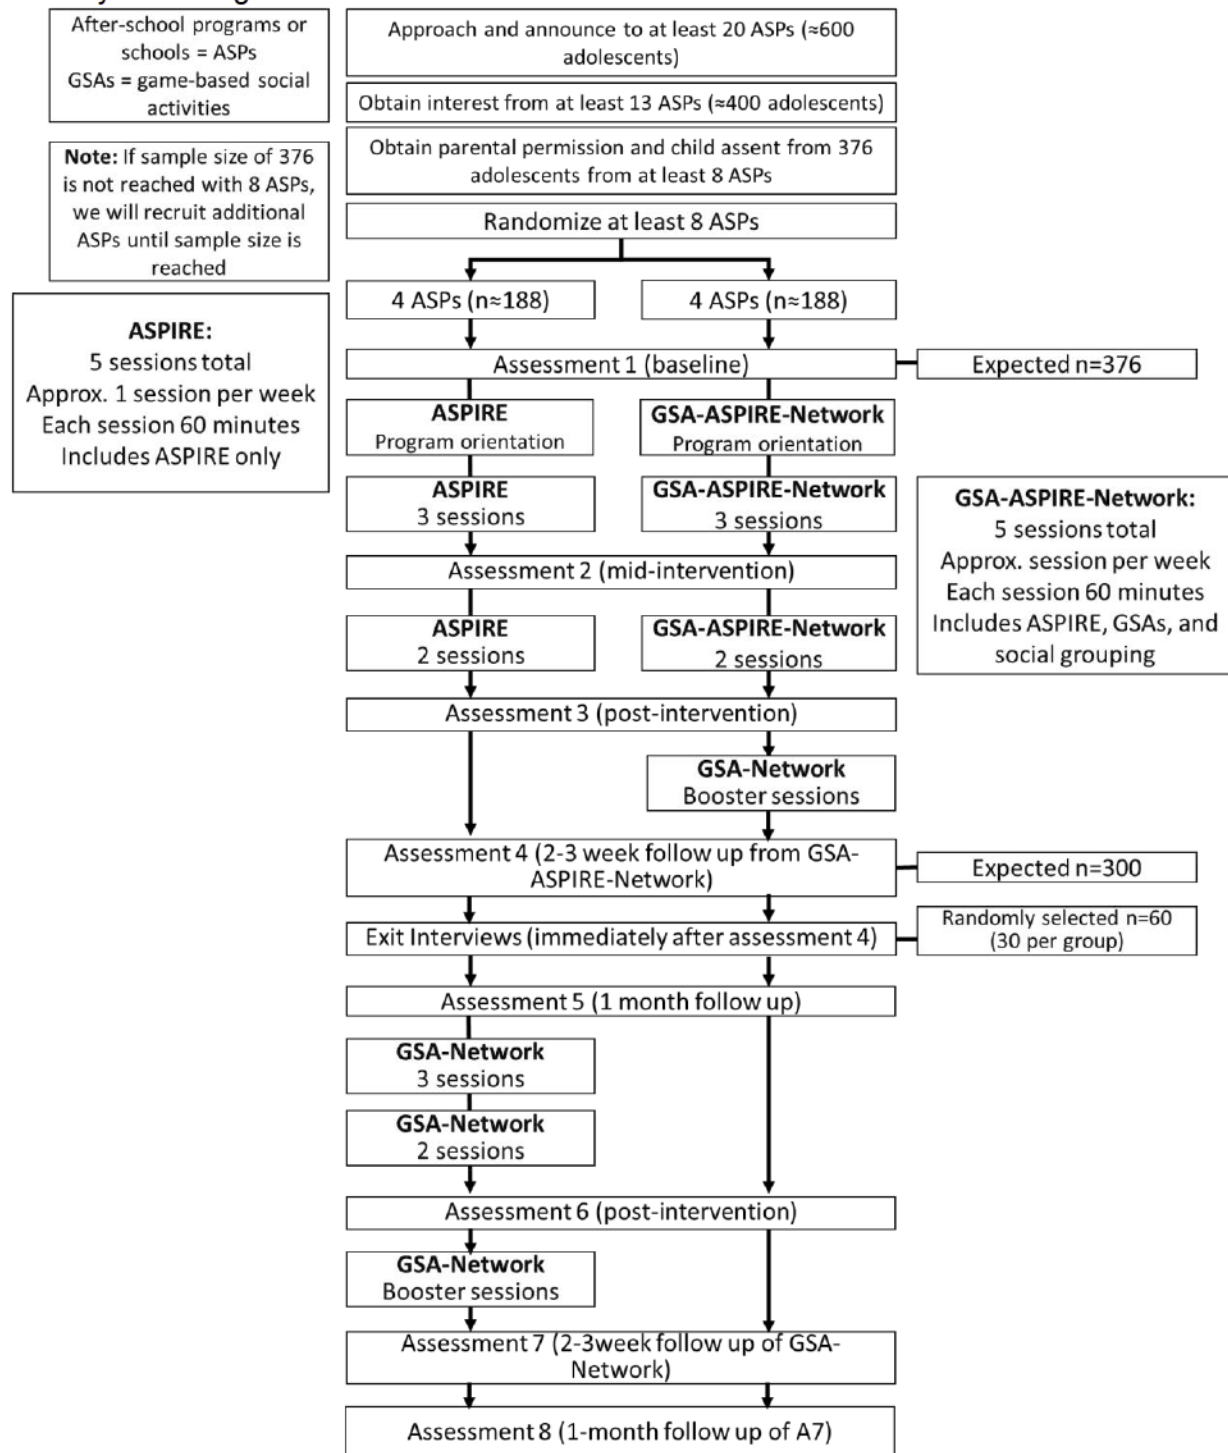 After-school programs or
schools = ASPs
GSAs = game-based social
activities
Approach and announce to at least 20 ASPs (≈600
adolescents)
Obtain interest from at least 13 ASPs (≈400 adolescents)
Note: If sample size of 376
is not reached with 8 ASPs,
we will recruit additional
ASPs until sample size is
reached
Obtain parental permission and child assent from 376
adolescents from at least 8 ASPs
Randomize at least 8 ASPs
4 ASPs (n≈188)
4 ASPs (n≈188)
ASPIRE:
5 sessions total
Approx. 1 session per week
Each session 60 minutes
Includes ASPIRE only
Assessment 1 (baseline)
Expected n=376
ASPIRE
Program orientation
GSA-ASPIRE-Network
Program orientation
ASPIRE
3 sessions
GSA-ASPIRE-Network
3 sessions
GSA-ASPIRE-Network:
5 sessions total
Approx. session per week
Each session 60 minutes
Includes ASPIRE, GSAs, and
social grouping
Assessment 2 (mid-intervention)
ASPIRE
2 sessions
GSA-ASPIRE-Network
2 sessions
Assessment 3 (post-intervention)
GSA-Network
Booster sessions
Assessment 4 (2-3 week follow up from GSA-
ASPIRE-Network)
Expected n=300
Exit Interviews (immediately after assessment 4)
Randomly selected n=60
(30 per group)
Assessment 5 (1 month follow up)
GSA-Network
3 sessions
GSA-Network
2 sessions
Assessment 6 (post-intervention)
GSA-Network
Booster sessions
Assessment 7 (2-3week follow up of GSA-
Network)
Assessment 8 (1-month follow up of A7)